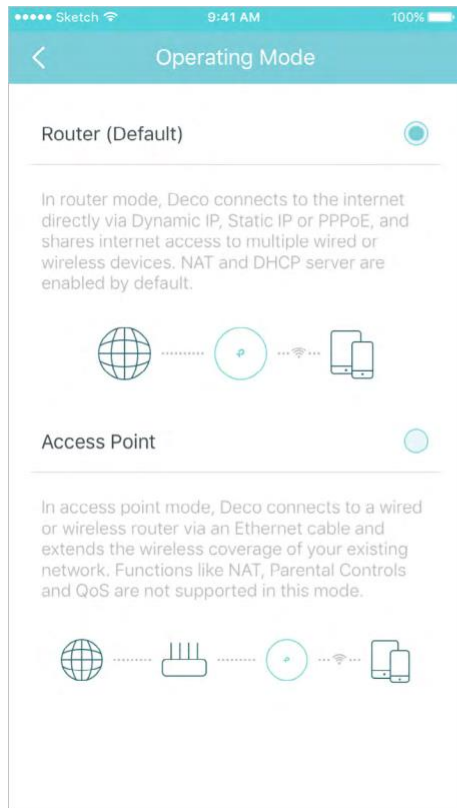 Sketch 9:41 AM 100%
Operating Mode
Router (Default)
In router mode, Deco connects to the internet
directly via Dynamic IP, Static IP or PPPoE, and
shares internet access to multiple wired or
wireless devices. NAT and DHCP server are
enabled by default.
Access Point
In access point mode, Deco connects to a wired
or wireless router via an Ethernet cable and
extends the wireless coverage of your existing
network. Functions like NAT, Parental Controls
and QoS are not supported in this mode.